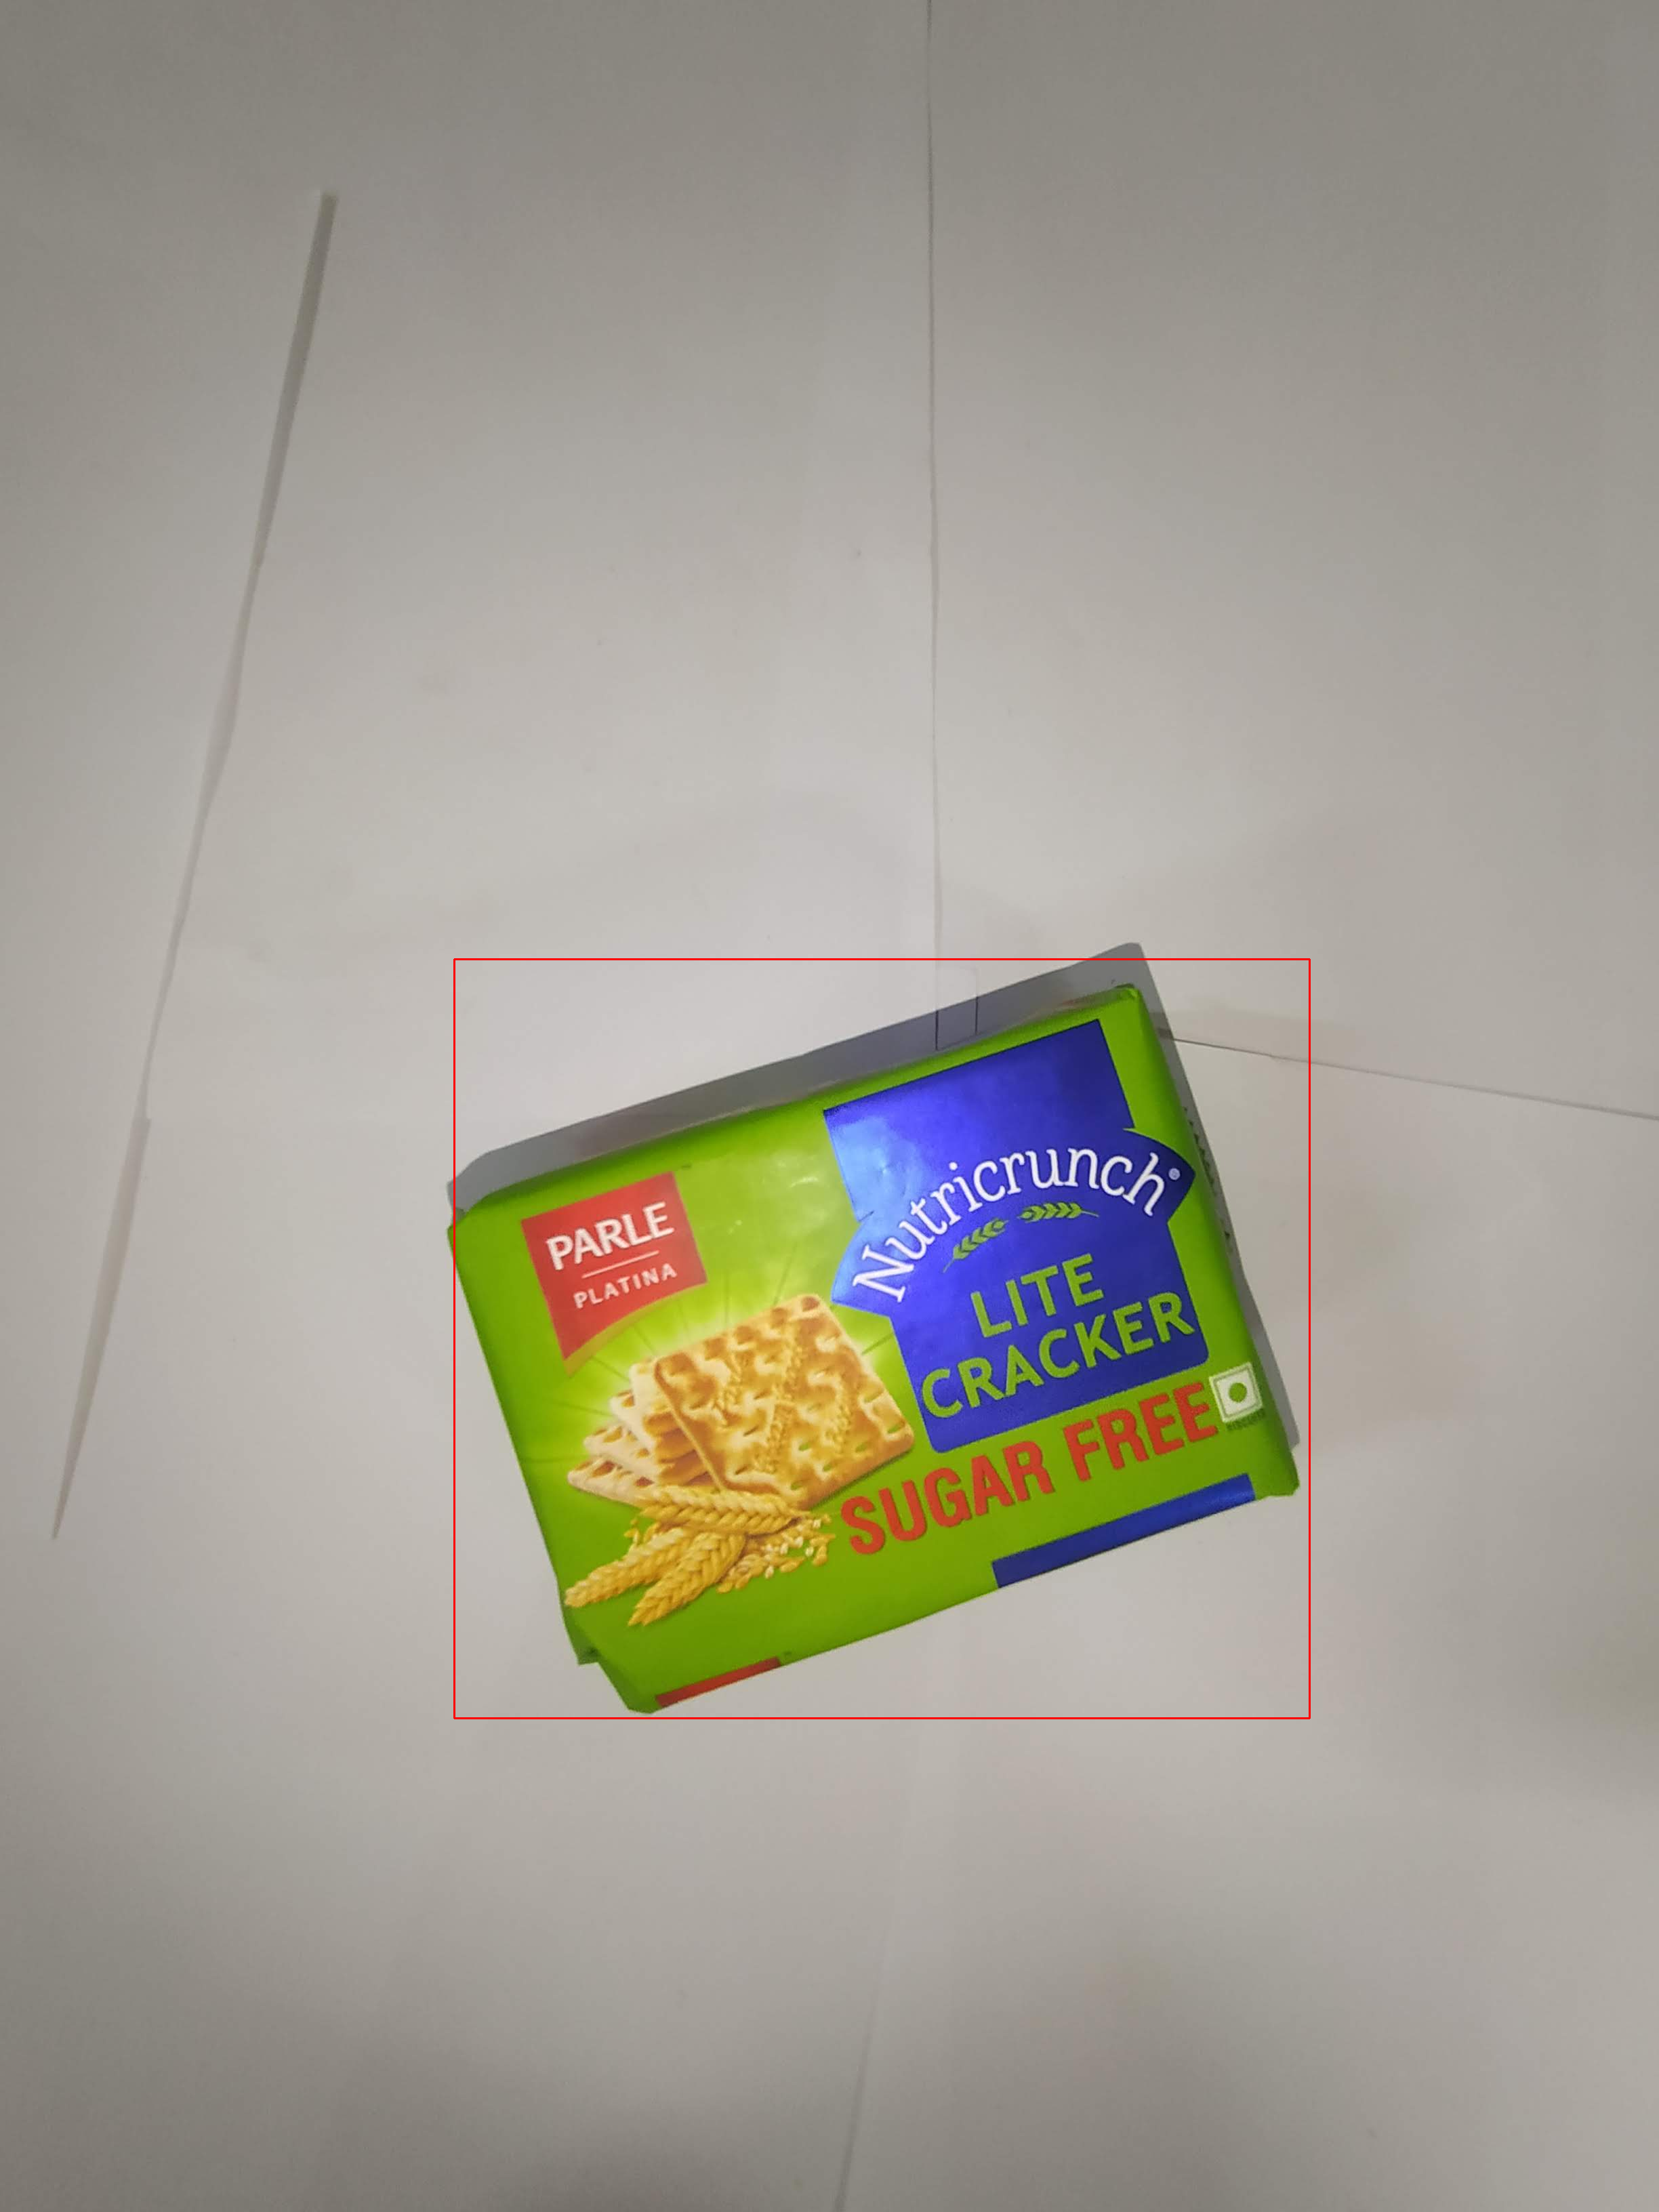 PARLE
PLATINA
Nutricrunch
LITE
CRACKER
SUGAR FREE